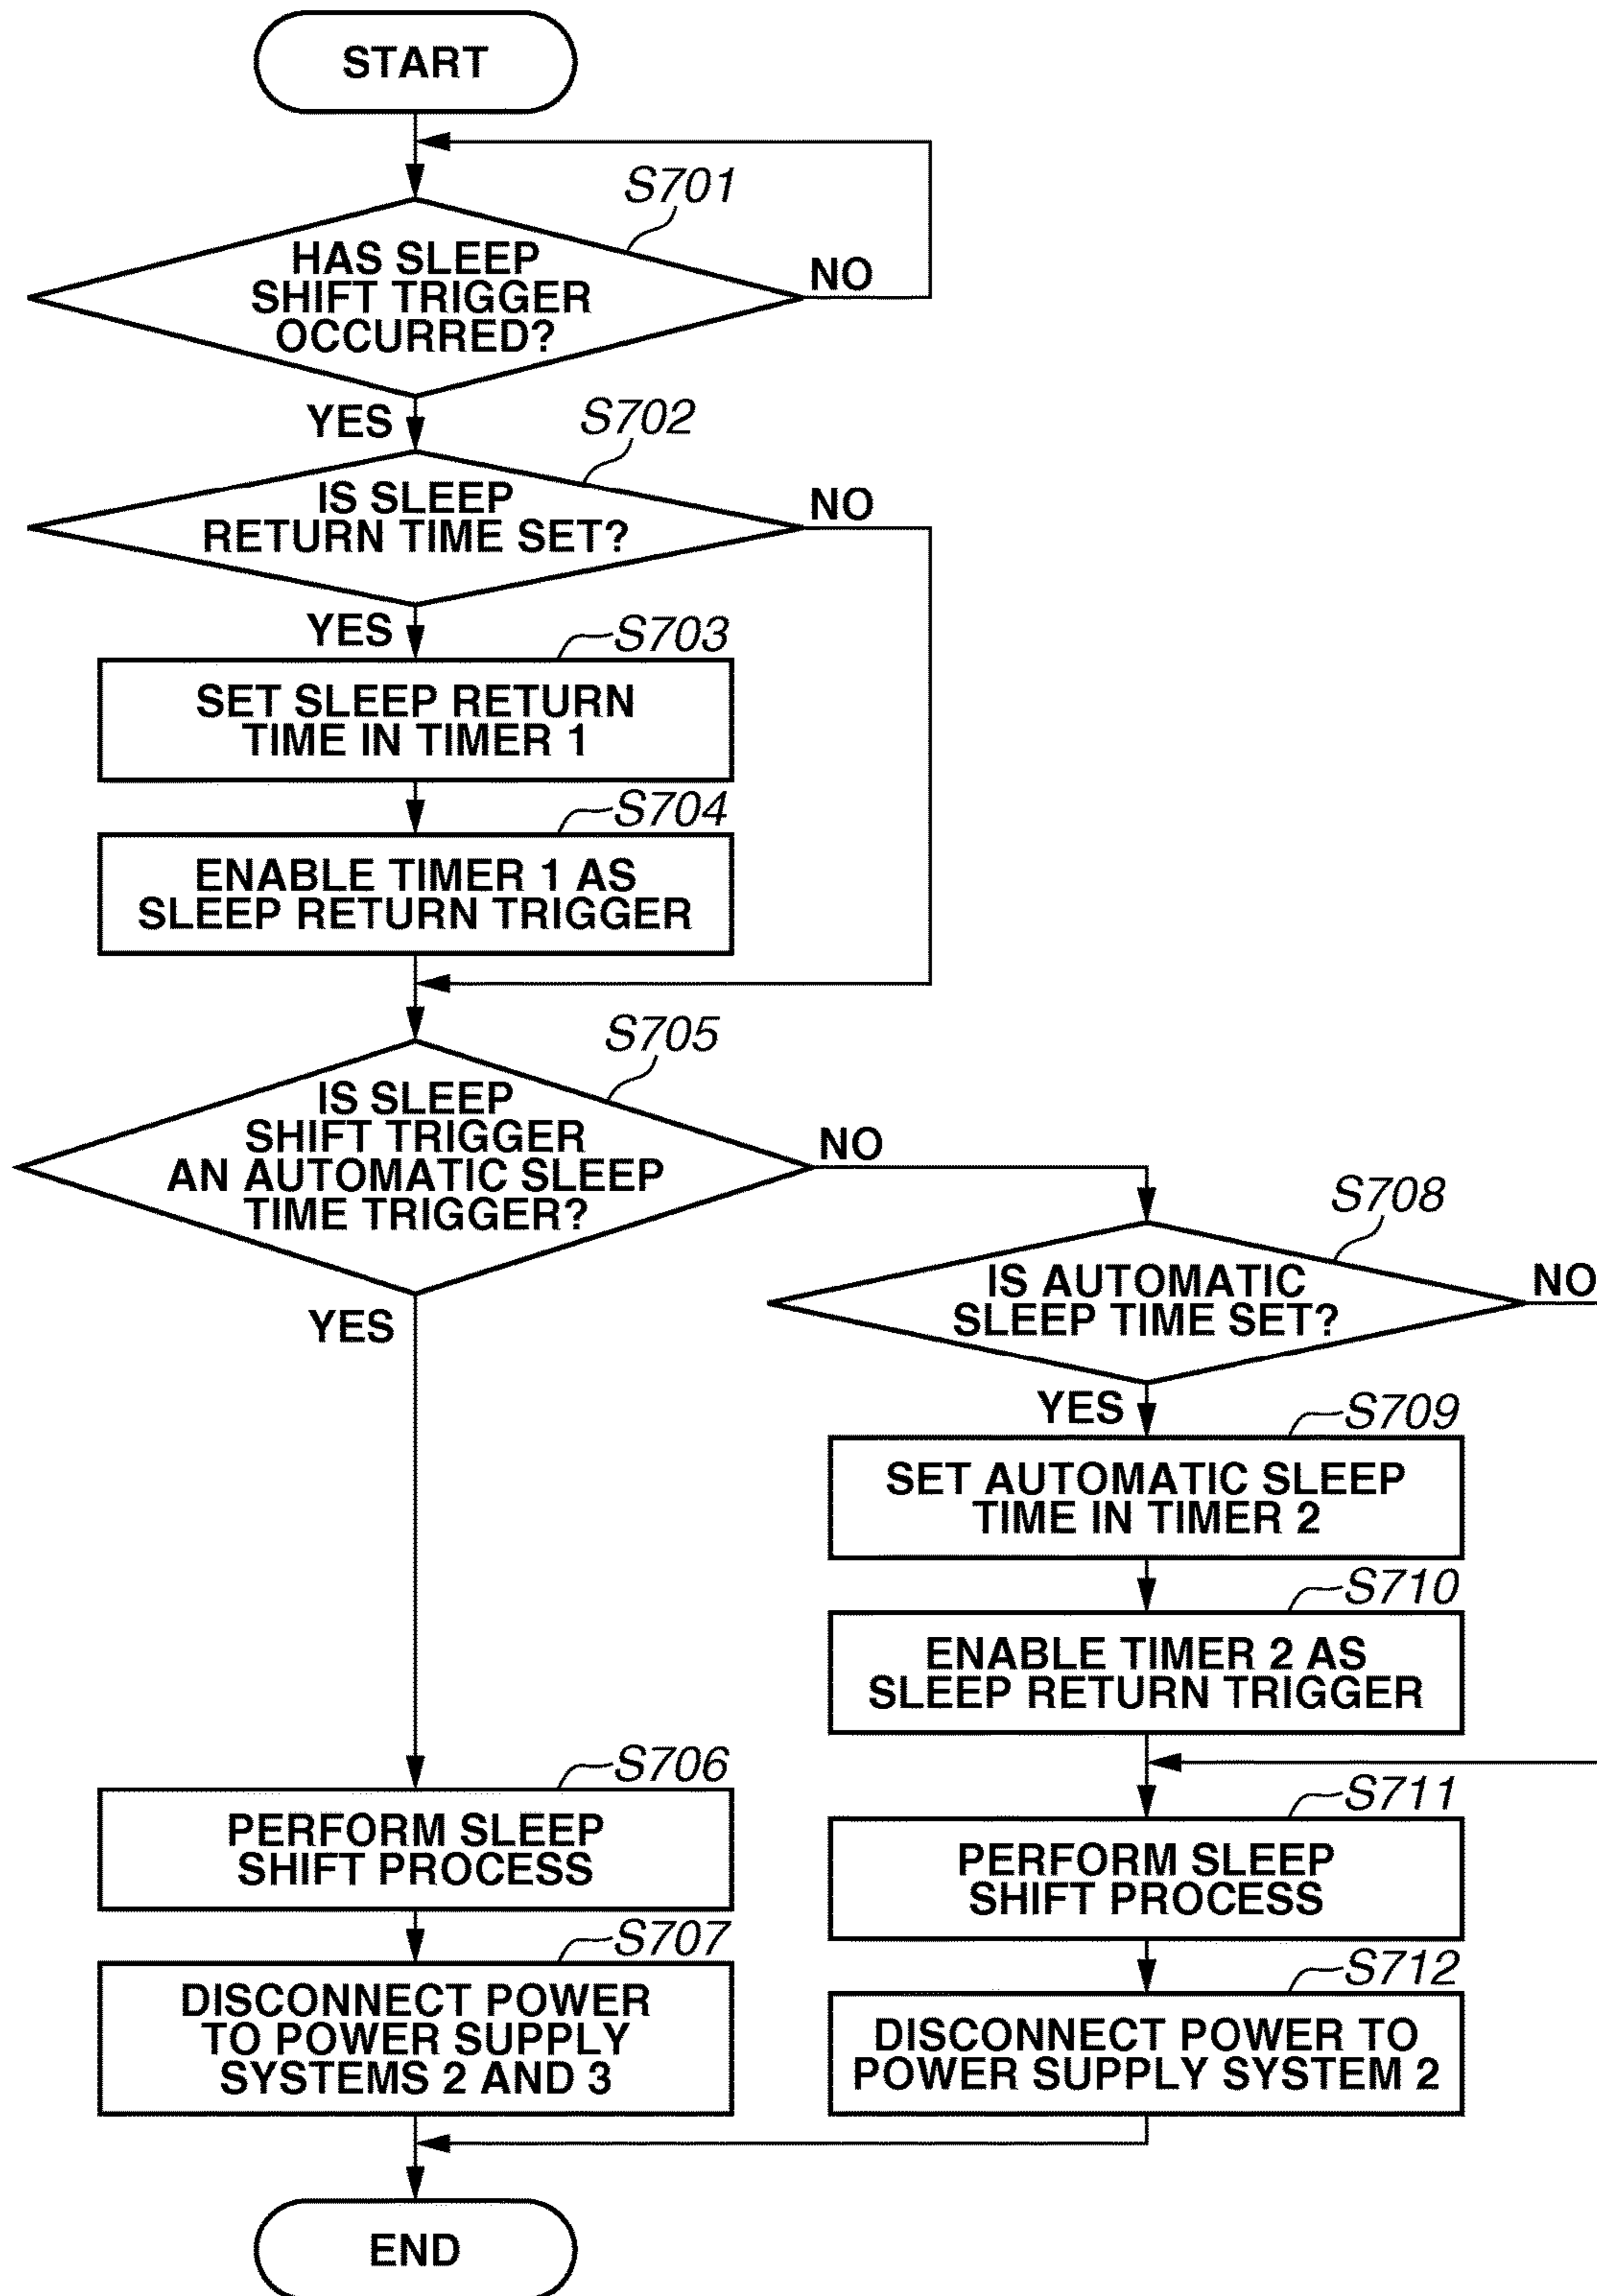 START
S701
HAS SLEEP
SHIFT TRIGGER
OCCURRED?
NO
YES
S702
IS SLEEP
RETURN TIME SET?
NO
YES
S703
SET SLEEP RETURN
TIME IN TIMER 1
S704
ENABLE TIMER 1 AS
SLEEP RETURN TRIGGER
S705
IS SLEEP
SHIFT TRIGGER
AN AUTOMATIC SLEEP
TIME TRIGGER?
NO
YES
S708
IS AUTOMATIC
SLEEP TIME SET?
NO
YES
S709
SET AUTOMATIC SLEEP
TIME IN TIMER 2
S710
ENABLE TIMER 2 AS
SLEEP RETURN TRIGGER
S706
PERFORM SLEEP
SHIFT PROCESS
S711
PERFORM SLEEP
SHIFT PROCESS
S707
DISCONNECT POWER
TO POWER SUPPLY
SYSTEMS 2 AND 3
S712
DISCONNECT POWER TO
POWER SUPPLY SYSTEM 2
END